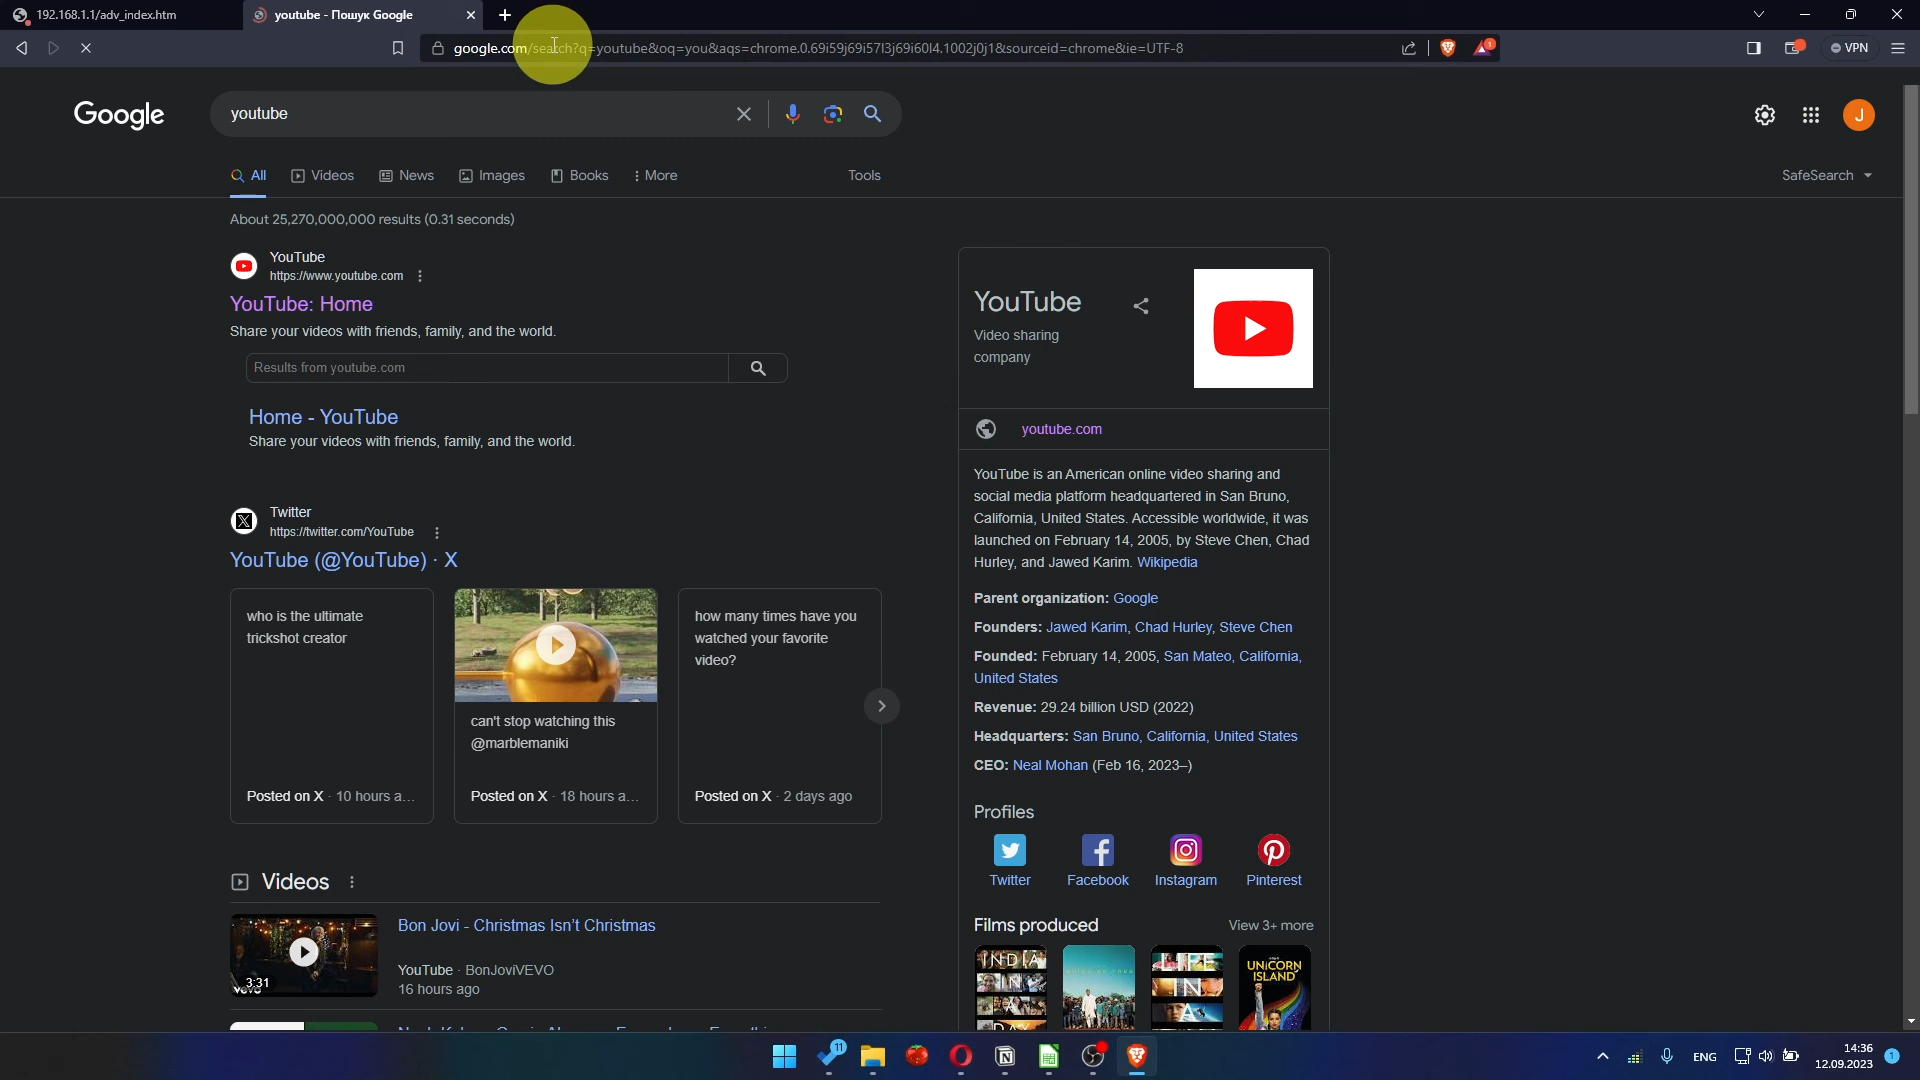 192.168.1.1/adv_index.htm
youtube - Пошук Google
google.com/search?q=youtube&oq=you&aqs=chrome.0.69i59j69i57l3j69i60l4.1002j0j1&sourceid=chrome&ie=UTF-8
1
VPN
Google
youtube
J
All
Videos
News
Images
Books
More
Tools
SafeSearch
About 25,270,000,000 results (0.31 seconds)
YouTube
https://www.youtube.com
YouTube: Home
Share your videos with friends, family, and the world.
Results from youtube.com
Home - YouTube
Share your videos with friends, family, and the world.
Twitter
https://twitter.com/YouTube
YouTube (@YouTube) · X
who is the ultimate
trickshot creator
Posted on X · 10 hours a...
can't stop watching this
@marblemaniki
Posted on X · 18 hours a...
how many times have you
watched your favorite
video?
Posted on X · 2 days ago
Videos
3:31
Bon Jovi - Christmas Isn't Christmas
YouTube · BonJoviVEVO
16 hours ago
YouTube
Video sharing
company
youtube.com
YouTube is an American online video sharing and
social media platform headquartered in San Bruno,
California, United States. Accessible worldwide, it was
launched on February 14, 2005, by Steve Chen, Chad
Hurley, and Jawed Karim. Wikipedia
Parent organization: Google
Founders: Jawed Karim, Chad Hurley, Steve Chen
Founded: February 14, 2005, San Mateo, California,
United States
Revenue: 29.24 billion USD (2022)
Headquarters: San Bruno, California, United States
CEO: Neal Mohan (Feb 16, 2023–)
Profiles
Twitter
Facebook
Instagram
Pinterest
Films produced
View 3+ more
INDIA
IN A
DAY
LIFE
IN A
UNICORN
ISLAND
11
ENG
14:36
12.09.2023
1